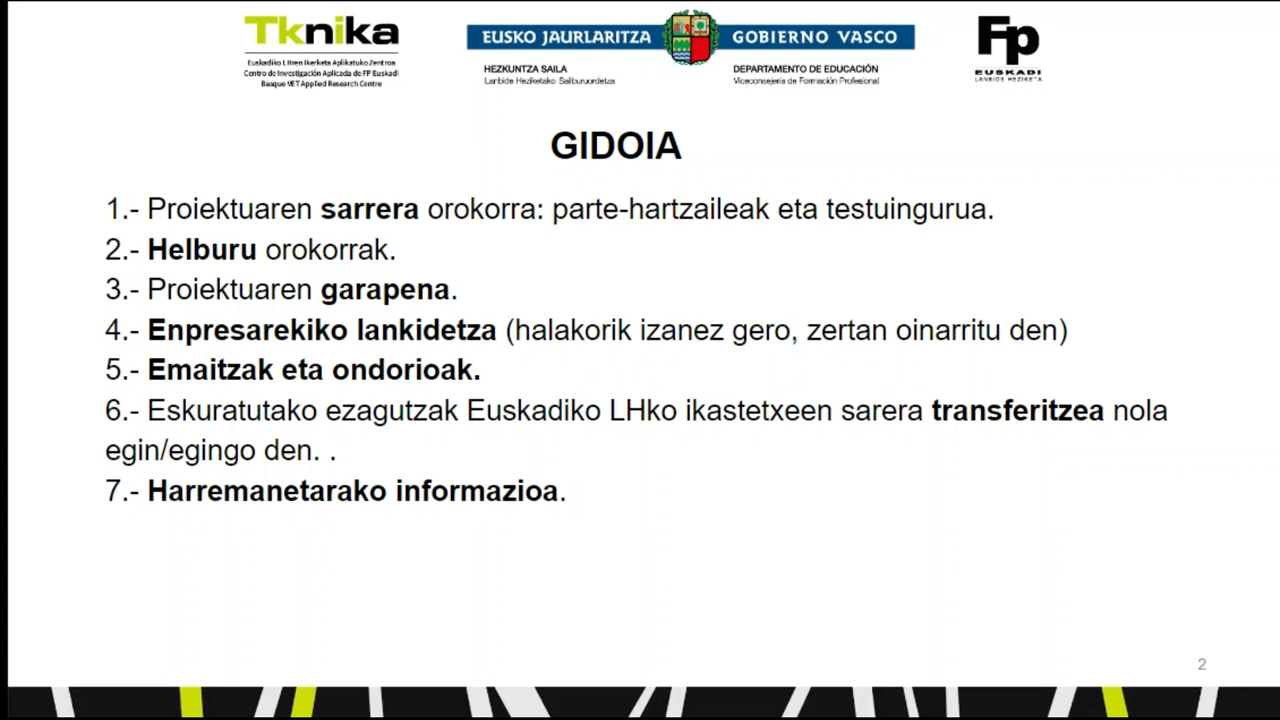 Tknika
Euskadiko LHren Ikerketa Aplikatuko Zentroa
Centro de Investigación Aplicada de FP Euskadi
Basque VET Applied Research Centre
EUSKO JAURLARITZA
GOBIERNO VASCO
HEZKUNTZA SAILA
Lanbide Heziketako Sailburuordetza
DEPARTAMENTO DE EDUCACIÓN
Viceconsejería de Formación Profesional
Fp
EUSKADI
LANBIDE HEZIKETA
GIDOIA
1.- Proiektuaren sarrera orokorra: parte-hartzaileak eta testuingurua.
2.- Helburu orokorrak.
3.- Proiektuaren garapena.
4.- Enpresarekiko lankidetza (halakorik izanez gero, zertan oinarritu den)
5.- Emaitzak eta ondorioak.
6.- Eskuratutako ezagutzak Euskadiko LHko ikastetxeen sarera transferitzea nola
egin/egingo den. .
7.- Harremanetarako informazioa.
2